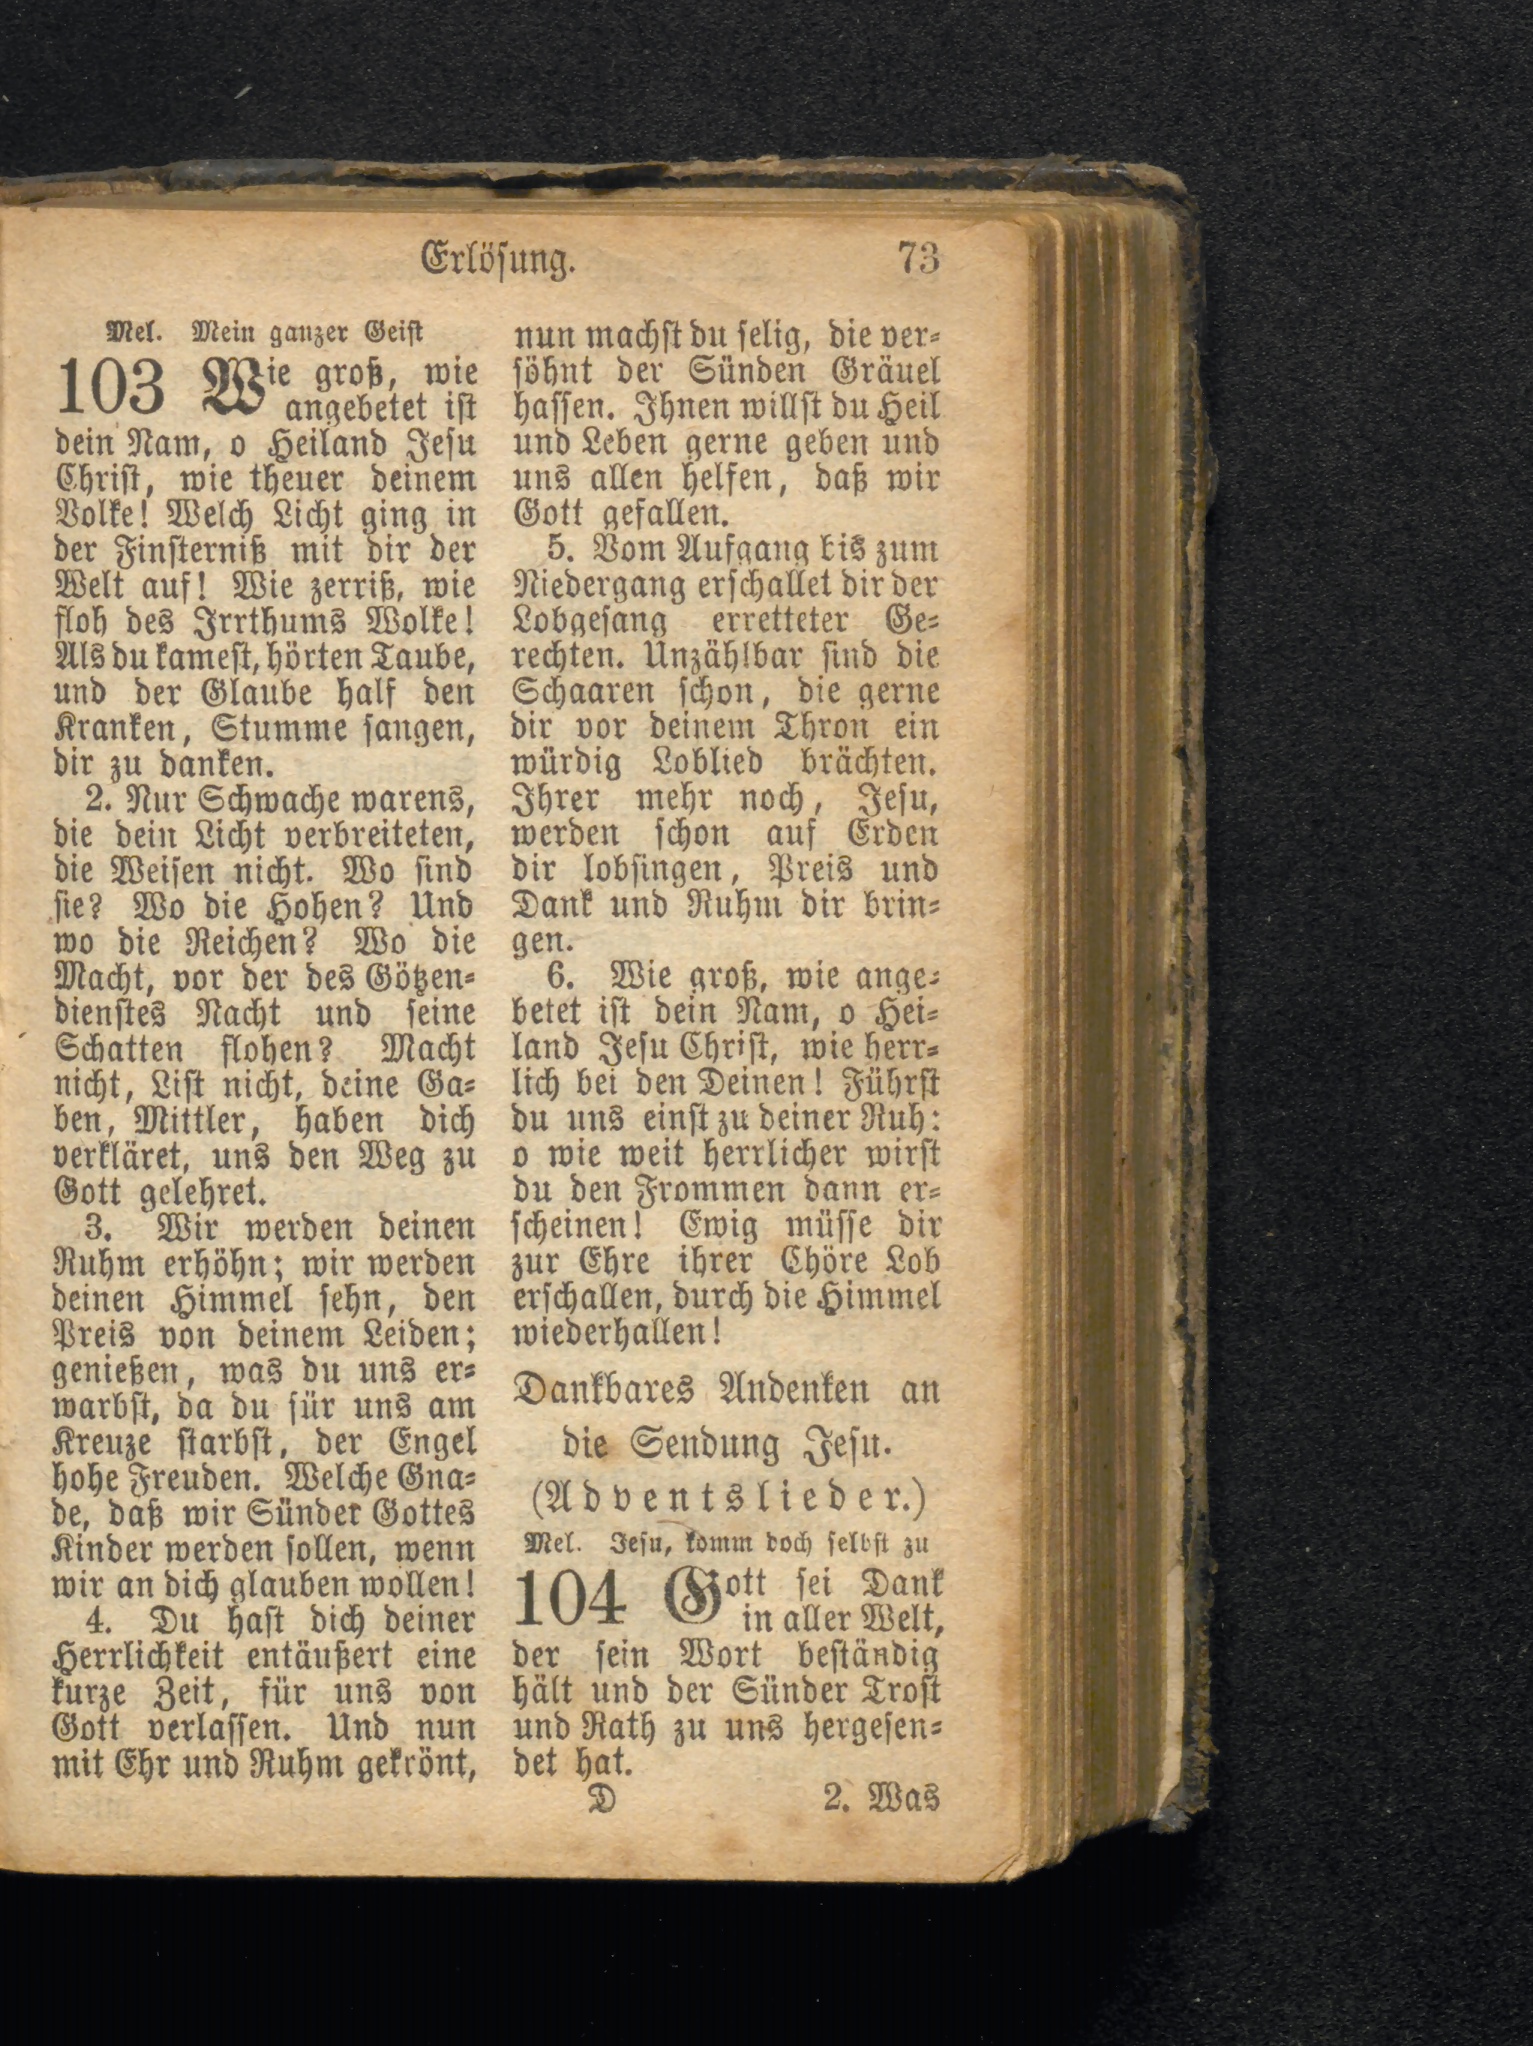 Erlösung. 73
Mel. Mein ganzer Geist
103 Wie groß, wie
angebetet ist
dein Nam, o Heiland Jesu
Christ, wie theuer deinem
Volke! Welch Licht ging in
der Finsterniß mit dir der
Welt auf! Wie zerriß, wie
floh des Irrthums Wolke!
Als du kamest, hörten Taube,
und der Glaube half den
Kranken, Stumme sangen,
dir zu danken.
2. Nur Schwache warens,
die dein Licht verbreiteten,
die Weisen nicht. Wo sind
sie? Wo die Hohen? Und
wo die Reichen? Wo die
Macht, vor der des Götzen-
dienstes Nacht und seine
Schatten flohen? Macht
nicht, List nicht, deine Ga-
ben, Mittler, haben dich
verkläret, uns den Weg zu
Gott gelehret.
3. Wir werden deinen
Ruhm erhöhn; wir werden
deinen Himmel sehn, den
Preis von deinem Leiden;
genießen, was du uns er-
warbst, da du für uns am
Kreuze starbst, der Engel
hohe Freuden. Welche Gna-
de, daß wir Sünder Gottes
Kinder werden sollen, wenn
wir an dich glauben wollen!
4. Du hast dich deiner
Herrlichkeit entäußert eine
kurze Zeit, für uns von
Gott verlassen. Und nun
mit Ehr und Ruhm gekrönt,
nun machst du selig, die ver-
söhnt der Sünden Gräuel
hassen. Ihnen willst du Heil
und Leben gerne geben und
uns allen helfen, daß wir
Gott gefallen.
5. Vom Aufgang bis zum
Niedergang erschallet dir der
Lobgesang erretteter Ge-
rechten. Unzählbar sind die
Schaaren schon, die gerne
dir vor deinem Thron ein
würdig Loblied brächten.
Ihrer mehr noch, Jesu,
werden schon auf Erden
dir lobsingen, Preis und
Dank und Ruhm dir brin-
gen.
6. Wie groß, wie ange-
betet ist dein Nam, o Hei-
land Jesu Christ, wie herr-
lich bei den Deinen! Führst
du uns einst zu deiner Ruh:
o wie weit herrlicher wirst
du den Frommen dann er-
scheinen! Ewig müsse dir
zur Ehre ihrer Chöre Lob
erschallen, durch die Himmel
wiederhallen!
Dankbares Andenken an
die Sendung Jesu.
(Adventslieder.)
Mel. Jesu, komm doch selbst zu
104 Gott sei Dank
in aller Welt,
der sein Wort beständig
hält und der Sünder Trost
und Rath zu uns hergesen-
det hat.
D 2. Was